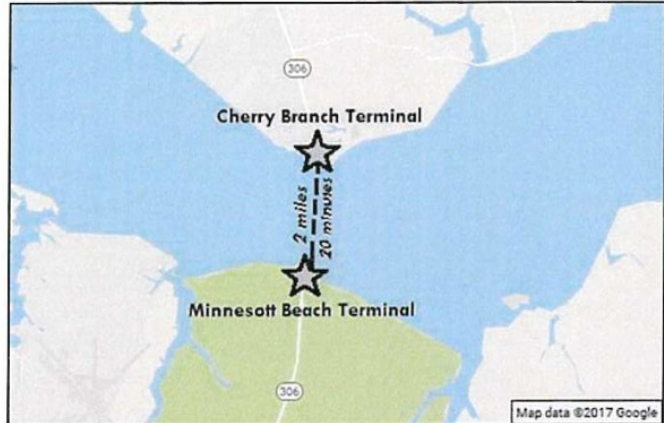 306
Cherry Branch Terminal
2 miles
20 minutes
Minnesott Beach Terminal
306
Map data ©2017 Google